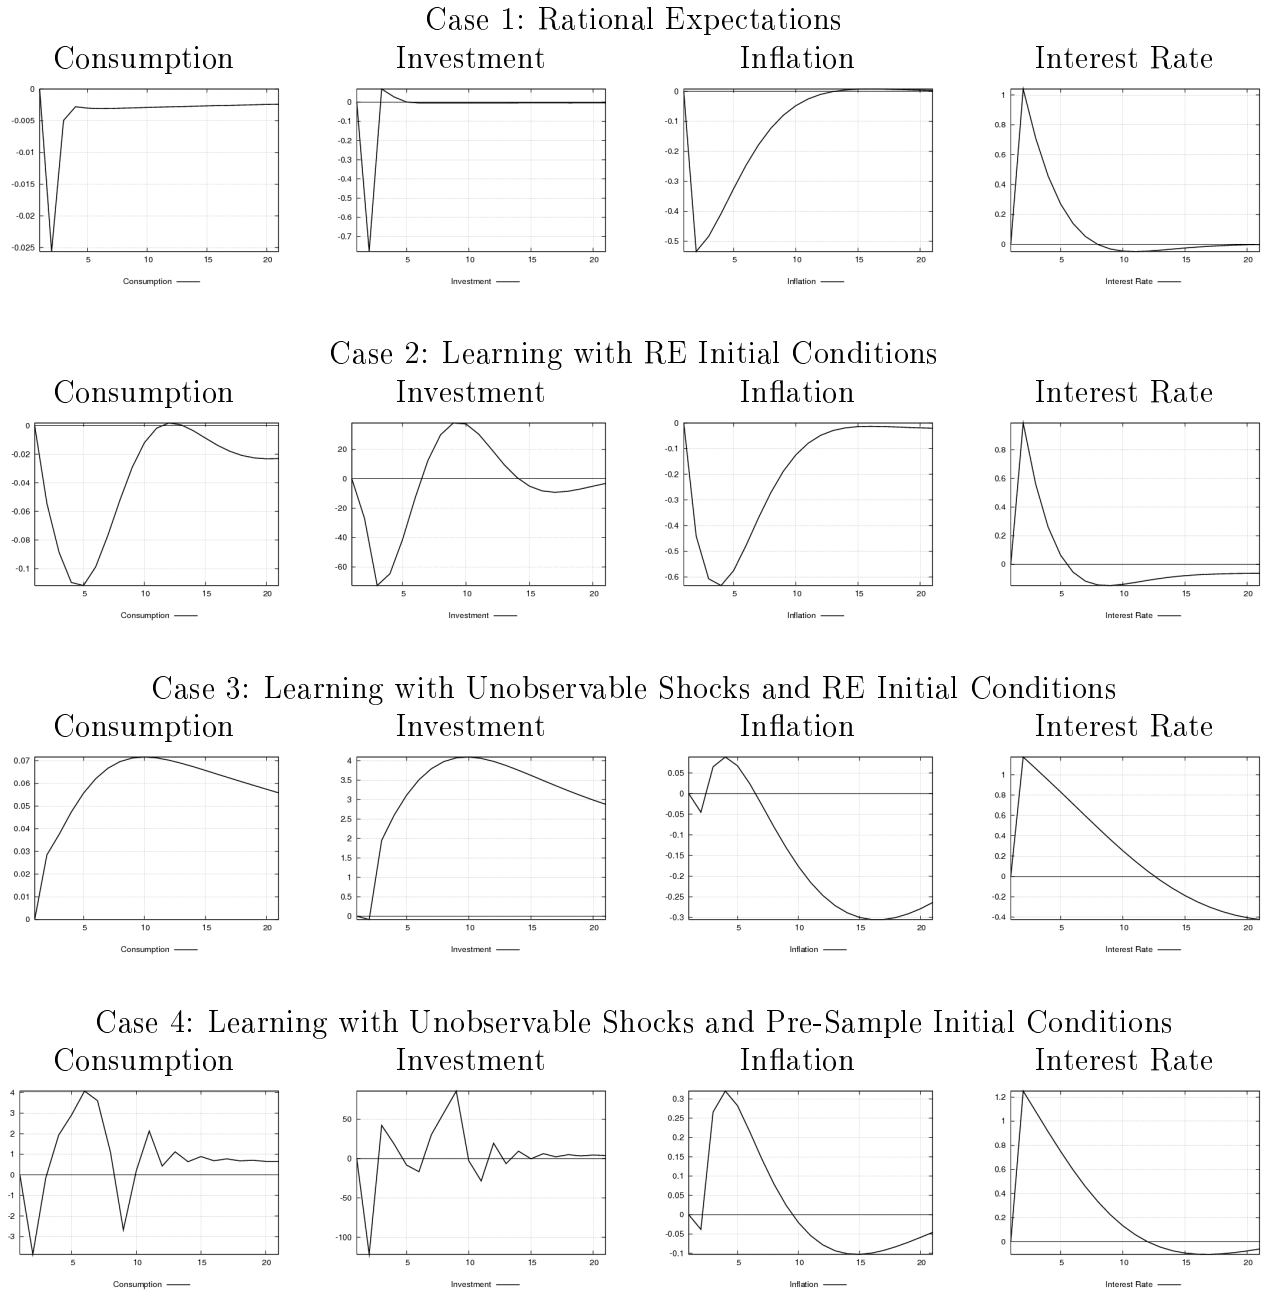 Case 1: Rational Expectations
Consumption Investment Inflation Interest Rate
0 0 0 1
-0.005 -0.1 -0.1 0.8
-0.01 -0.2 -0.2 0.6
-0.015 -0.3 -0.3 0.4
-0.02 -0.4 -0.4 0.2
-0.025 -0.5 -0.5 0
-0.6
-0.7
5 10 15 20 5 10 15 20 5 10 15 20 5 10 15 20
Consumption Investment Inflation Interest Rate
Case 2: Learning with RE Initial Conditions
Consumption Investment Inflation Interest Rate
0 20 0 0.8
-0.02 0 -0.1 0.6
-0.04 -20 -0.2 0.4
-0.06 -40 -0.3 0.2
-0.08 -60 -0.4 0
-0.1 -0.5
-0.6
5 10 15 20 5 10 15 20 5 10 15 20 5 10 15 20
Consumption Investment Inflation Interest Rate
Case 3: Learning with Unobservable Shocks and RE Initial Conditions
Consumption Investment Inflation Interest Rate
0.07 4 0.05 1
0.06 3.5 0 0.8
0.05 3 -0.05 0.6
0.04 2.5 -0.1 0.4
0.03 2 -0.15 0.2
0.02 1.5 -0.2 0
0.01 1 -0.25 -0.2
0 0.5 -0.3 -0.4
0
5 10 15 20 5 10 15 20 5 10 15 20 5 10 15 20
Consumption Investment Inflation Interest Rate
Case 4: Learning with Unobservable Shocks and Pre-Sample Initial Conditions
Consumption Investment Inflation Interest Rate
4 50 0.3 1.2
3 0 0.25 1
2 -50 0.2 0.8
1 -100 0.15 0.6
0 0.1 0.4
-1 0.05 0.2
-2 0 0
-3 -0.05
-0.1
5 10 15 20 5 10 15 20 5 10 15 20 5 10 15 20
Consumption Investment Inflation Interest Rate